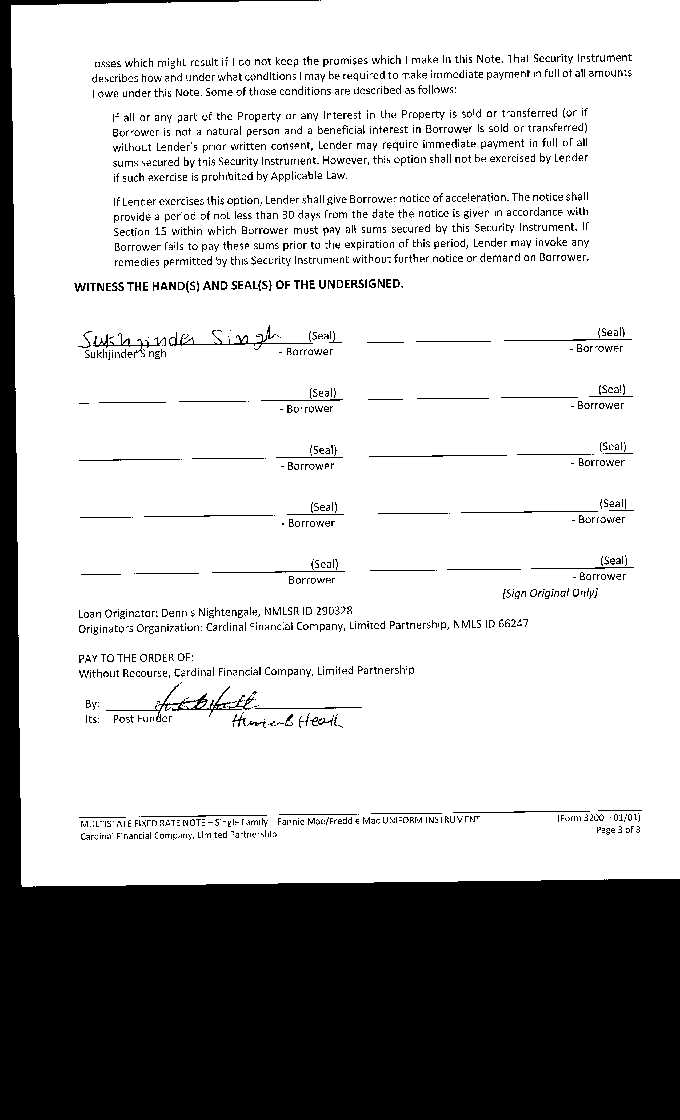 osses which might result if I do not keep the promises which I make in this Note. That Security Instrument
describes how and under what conditions I may be required to make immediate payment in full of all amounts
I owe under this Note. Some of those conditions are described as follows:
If all or any part of the Property or any Interest in the Property is sold or transferred (or if
Borrower is not a natural person and a beneficial interest in Borrower is sold or transferred)
without Lender's prior written consent, Lender may require immediate payment in full of all
sums secured by this Security Instrument. However, this option shall not be exercised by Lender
if such exercise is prohibited by Applicable Law.
If Lender exercises this option, Lender shall give Borrower notice of acceleration. The notice shall
provide a period of not less than 30 days from the date the notice is given in accordance with
Section 15 within which Borrower must pay all sums secured by this Security Instrument. If
Borrower fails to pay these sums prior to the expiration of this period, Lender may invoke any
remedies permitted by this Security Instrument without further notice or demand on Borrower.
WITNESS THE HAND(S) AND SEAL(S) OF THE UNDERSIGNED.
Sukhjinder Singh (Seal) (Seal)
Sukhjinder Singh - Borrower - Borrower
(Seal) (Seal)
- Borrower - Borrower
(Seal) (Seal)
- Borrower - Borrower
(Seal) (Seal)
- Borrower - Borrower
(Seal) (Seal)
Borrower - Borrower
[Sign Original Only]
Loan Originator: Dennis Nightengale, NMLSR ID 290328
Originators Organization: Cardinal Financial Company, Limited Partnership, NMLS ID 66247
PAY TO THE ORDER OF:
Without Recourse, Cardinal Financial Company, Limited Partnership
By:
Its: Post Funder
MULTISTATE FIXED RATE NOTE – Single Family Fannie Mae/Freddie Mac UNIFORM INSTRUMENT (Form 3200 01/01)
Cardinal Financial Company, Limited Partnership Page 3 of 3